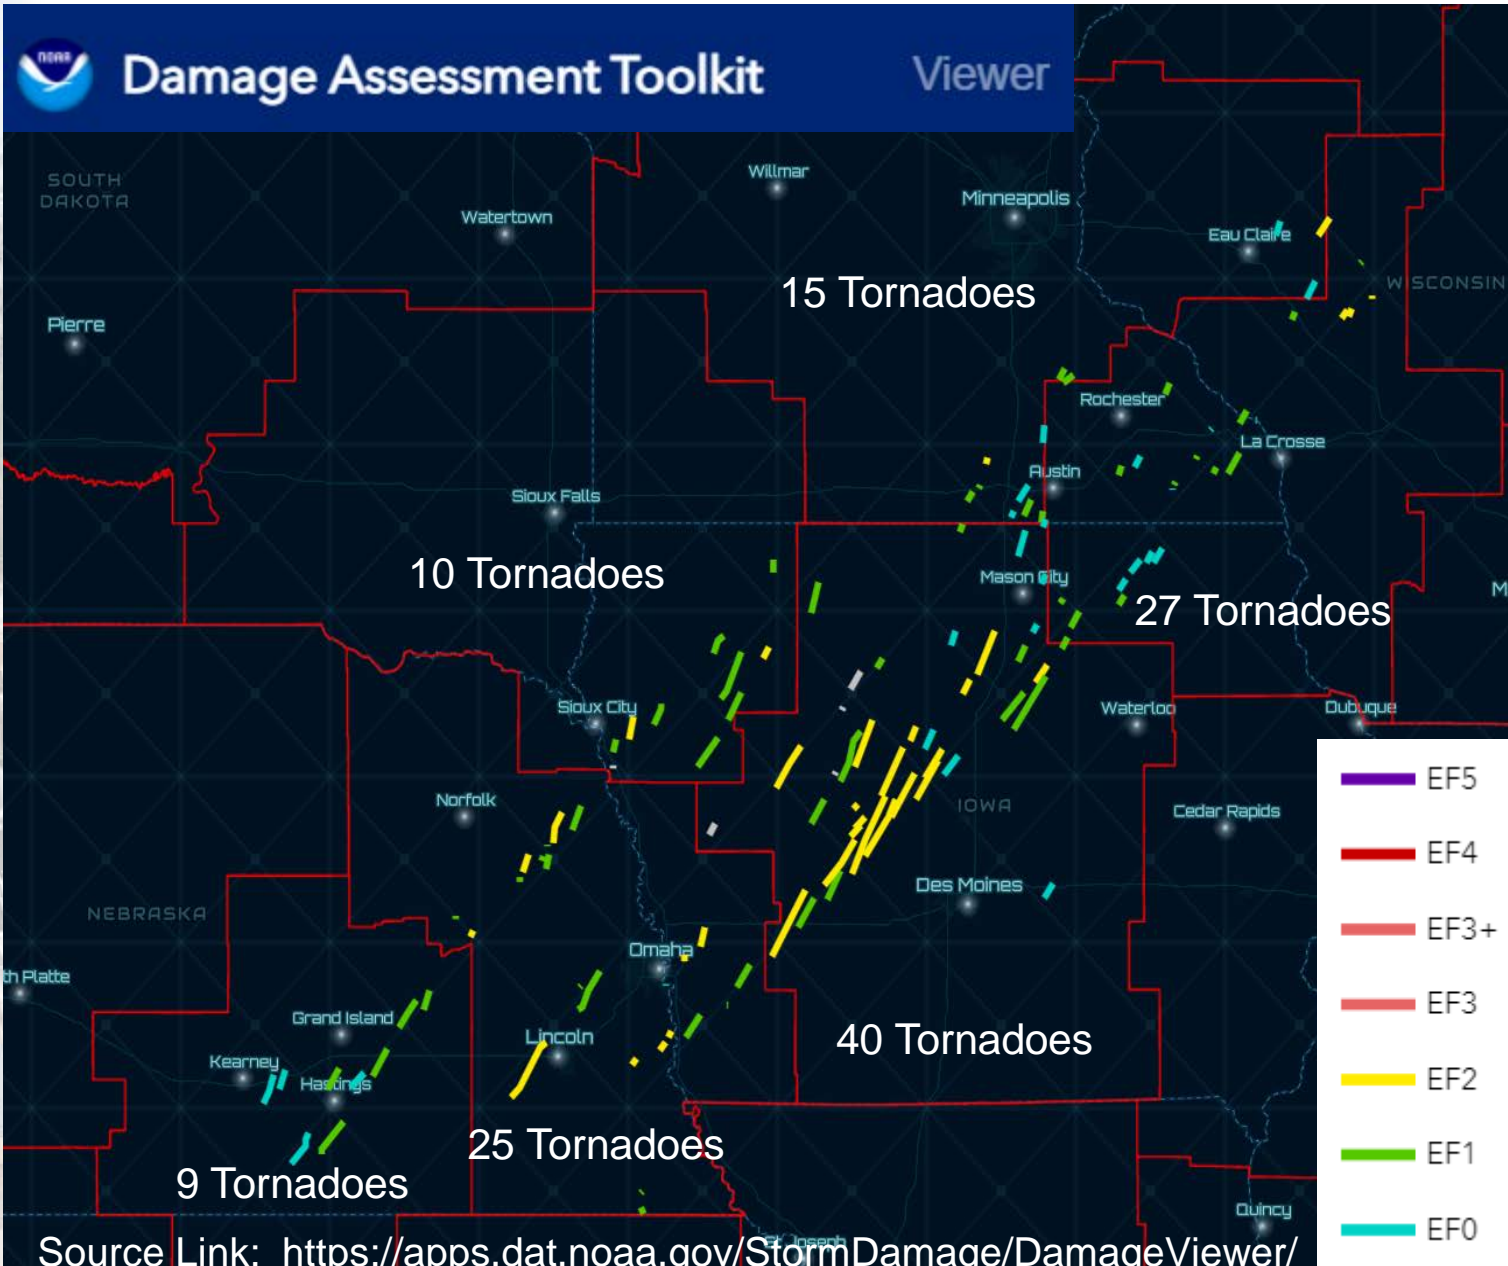 NOAA
Damage Assessment Toolkit
Viewer
SOUTH
DAKOTA
Willmar
Minneapolis
Watertown
Eau Claire
WISCONSIN
15 Tornadoes
Pierre
Rochester
La Crosse
Austin
Sioux Falls
10 Tornadoes
Mason City
27 Tornadoes
M
Sioux City
Waterloo
Dubuque
Norfolk
IOWA
Cedar Rapids
Des Moines
NEBRASKA
Omaha
th Platte
Grand Island
Lincoln
40 Tornadoes
Kearney
Hastings
25 Tornadoes
9 Tornadoes
Quincy
St Joseph
Source Link: https://apps.dat.noaa.gov/StormDamage/DamageViewer/
EF5
EF4
EF3+
EF3
EF2
EF1
EF0